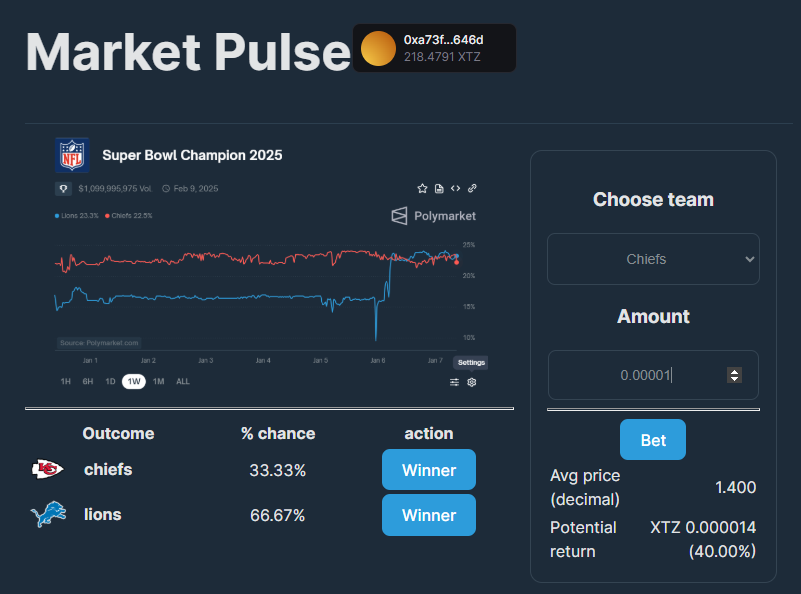 Market Pulse
0xa73f...646d
218.4791 XTZ
NFL
Super Bowl Champion 2025
$1,099,995,975 Vol.
Feb 9, 2025
Lions 23.3%
Chiefs 22.5%
Polymarket
25%
20%
15%
10%
Source: Polymarket.com
Jan 1
Jan 2
Jan 3
Jan 4
Jan 5
Jan 6
Jan 7
Settings
1H 6H 1D 1W 1M ALL
Outcome % chance action
chiefs 33.33% Winner
lions 66.67% Winner
Choose team
Chiefs
Amount
0.00001
Bet
Avg price
(decimal)
1.400
Potential
return
XTZ 0.000014
(40.00%)